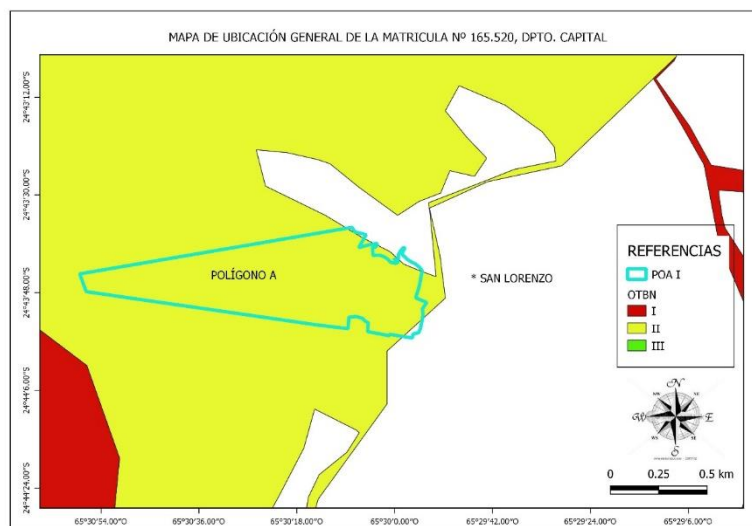 MAPA DE UBICACIÓN GENERAL DE LA MATRICULA Nº 165.520, DPTO. CAPITAL
24°43'12.00"S
24°43'30.00"S
24°43'48.00"S
24°44'6.00"S
24°44'24.00"S
POLÍGONO A
* SAN LORENZO
REFERENCIAS
POA I
OTBN
I
II
III
N
E
S
W
0 0.25 0.5 km
65°30'54.00"O 65°30'36.00"O 65°30'18.00"O 65°30'0.00"O 65°29'42.00"O 65°29'24.00"O 65°29'6.00"O